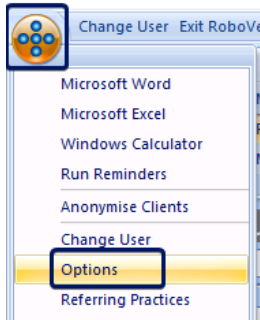 Change User Exit RoboVe
Microsoft Word
Microsoft Excel
Windows Calculator
Run Reminders
Anonymise Clients
Change User
Options
Referring Practices